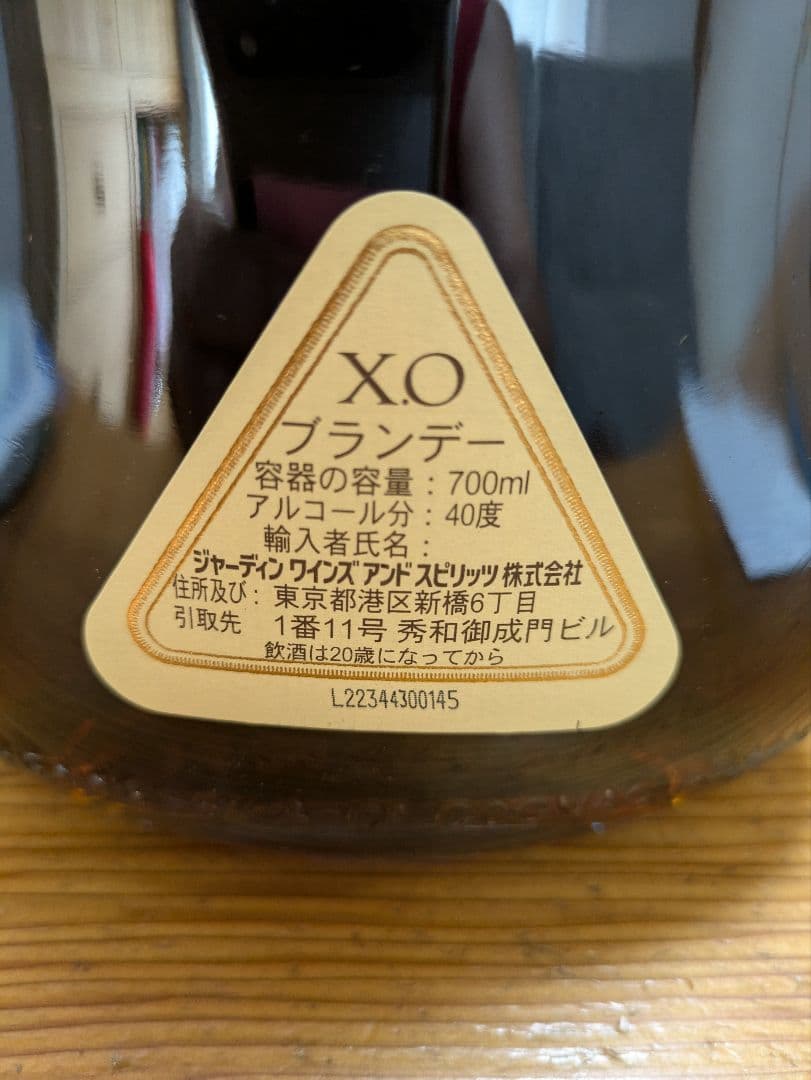 X.O
ブランデー
容器の容量：700ml
アルコール分：40度
輸入者氏名：
ジャーディン ワインズ アンド スピリッツ 株式会社
住所及び：東京都港区新橋6丁目
引取先 1番11号 秀和御成門ビル
飲酒は20歳になってから
L22344300145